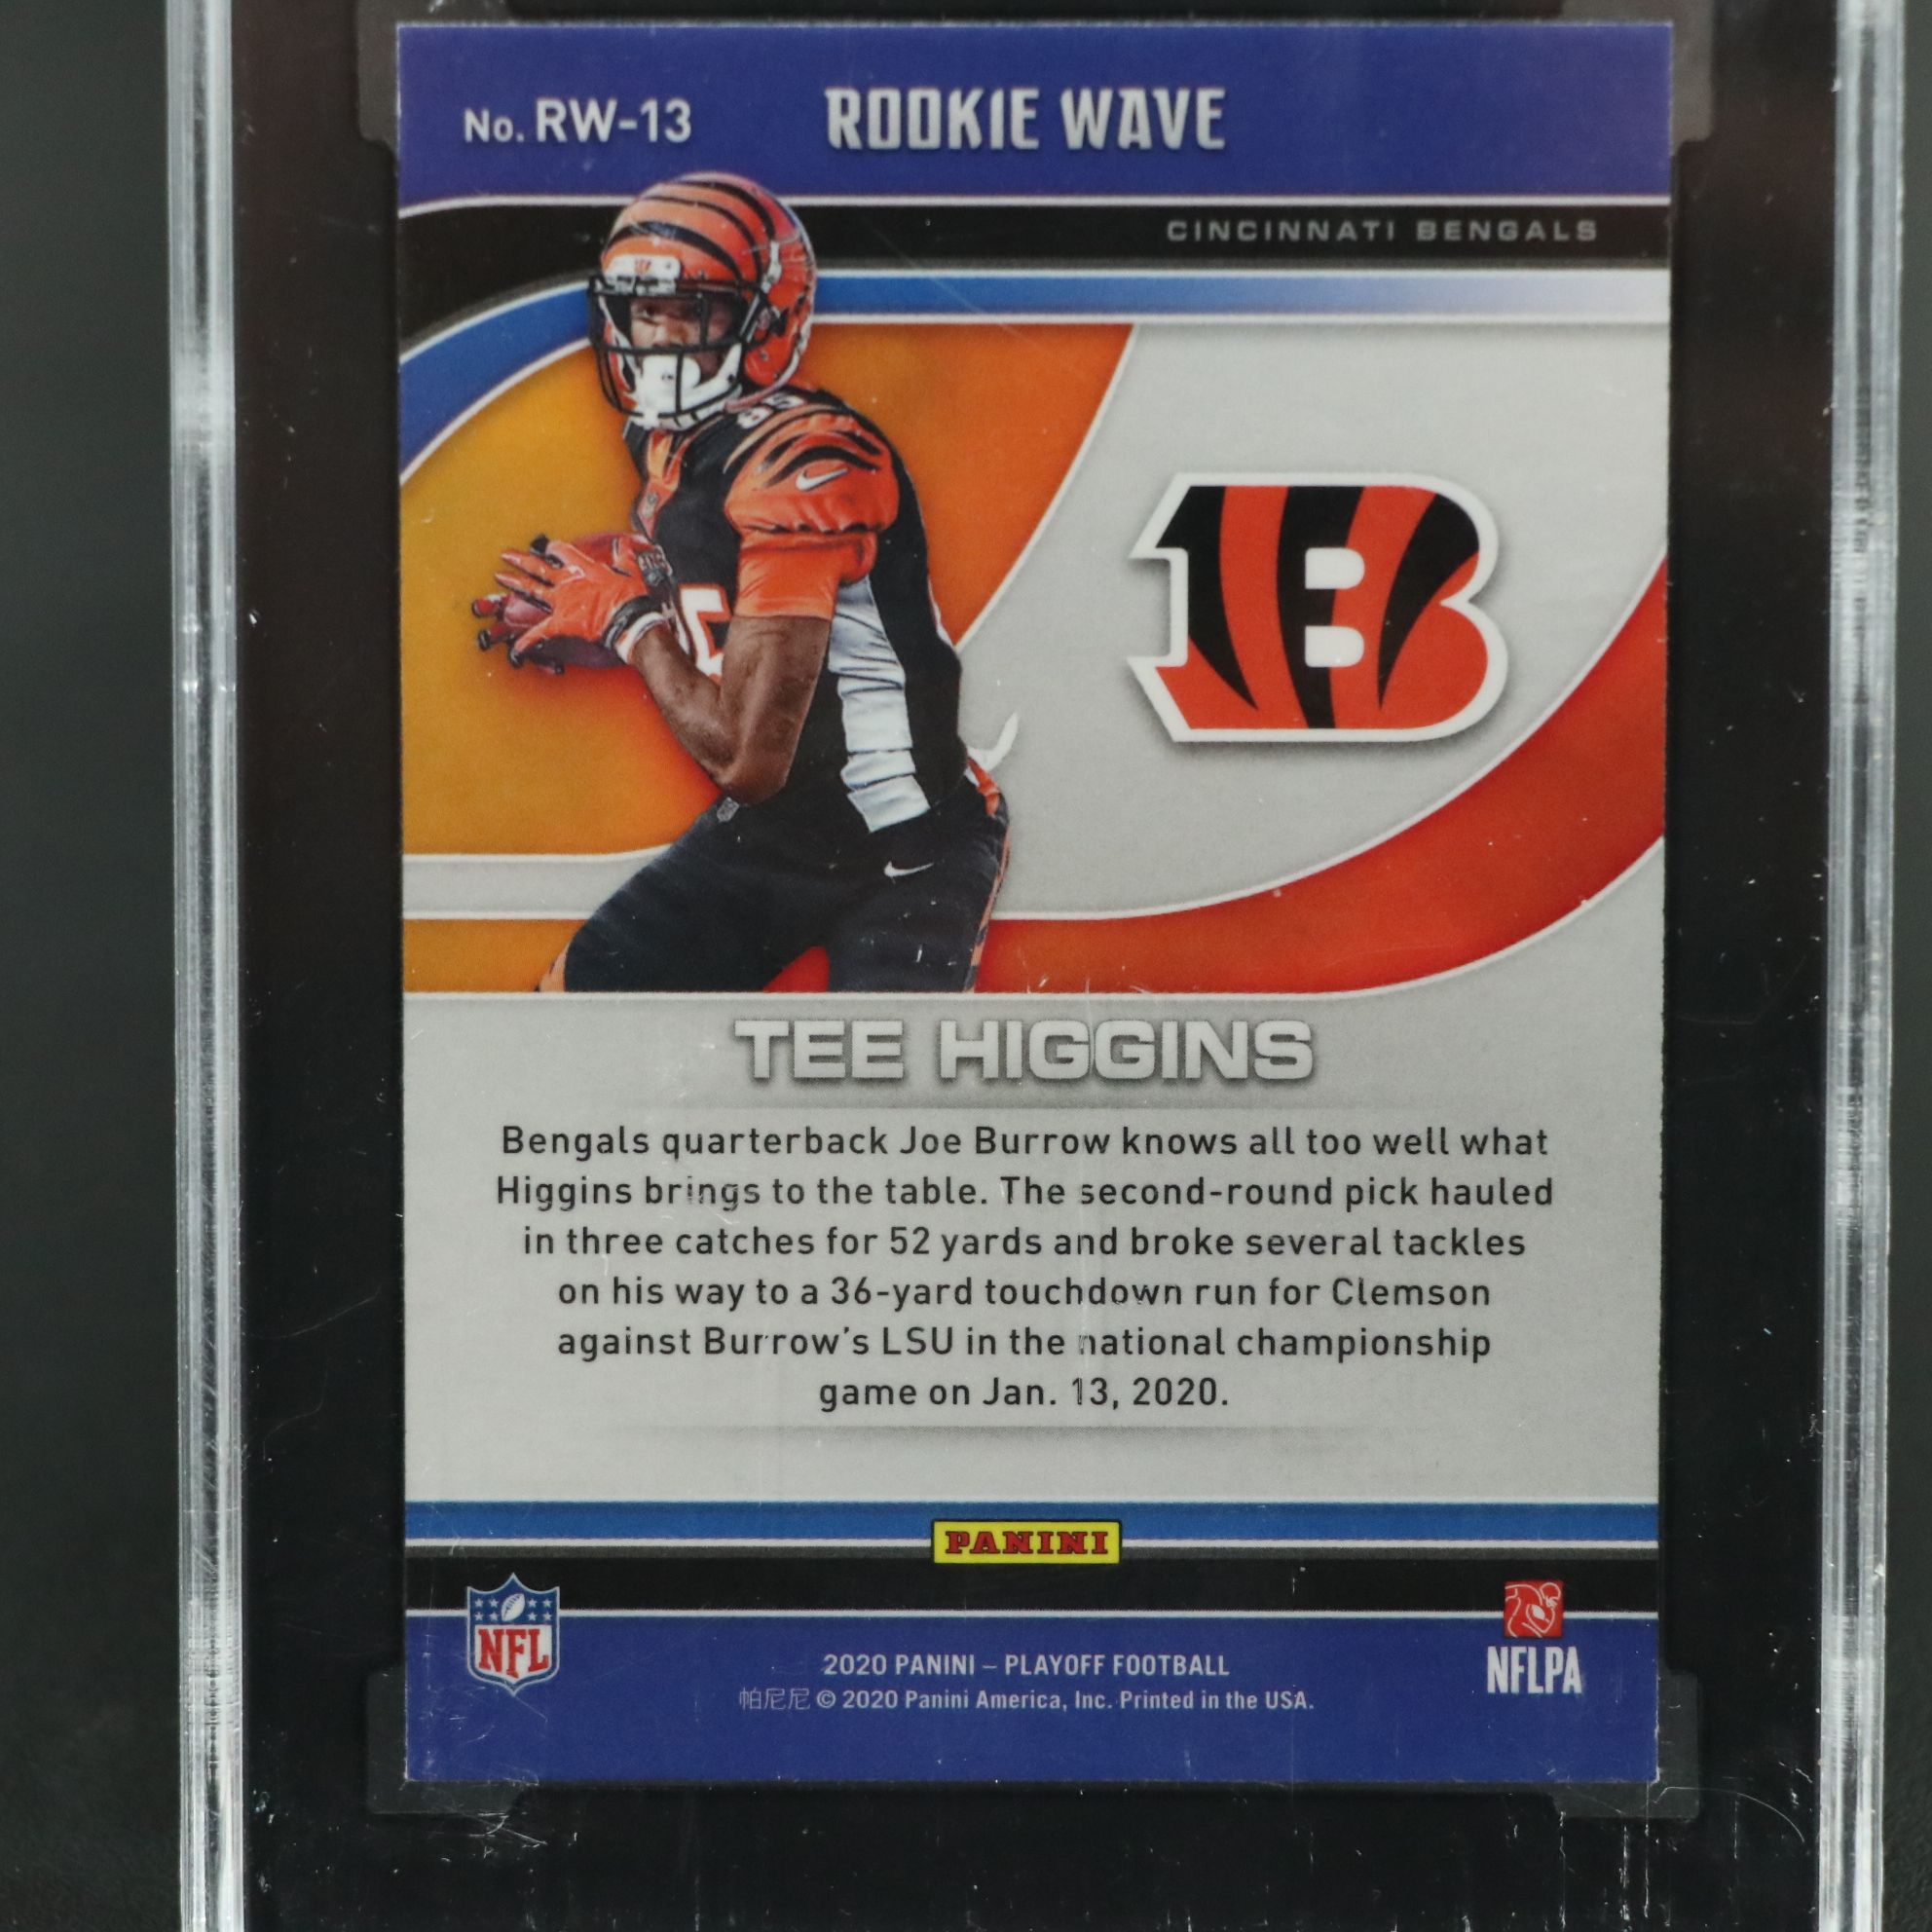 No. RW-13 ROOKIE WAVE
CINCINNATI BENGALS
85
B
TEE HIGGINS
Bengals quarterback Joe Burrow knows all too well what
Higgins brings to the table. The second-round pick hauled
in three catches for 52 yards and broke several tackles
on his way to a 36-yard touchdown run for Clemson
against Burrow's LSU in the national championship
game on Jan. 13, 2020.
PANINI
NFL
NFLPA
2020 PANINI – PLAYOFF FOOTBALL
帕尼尼 © 2020 Panini America, Inc. Printed in the USA.